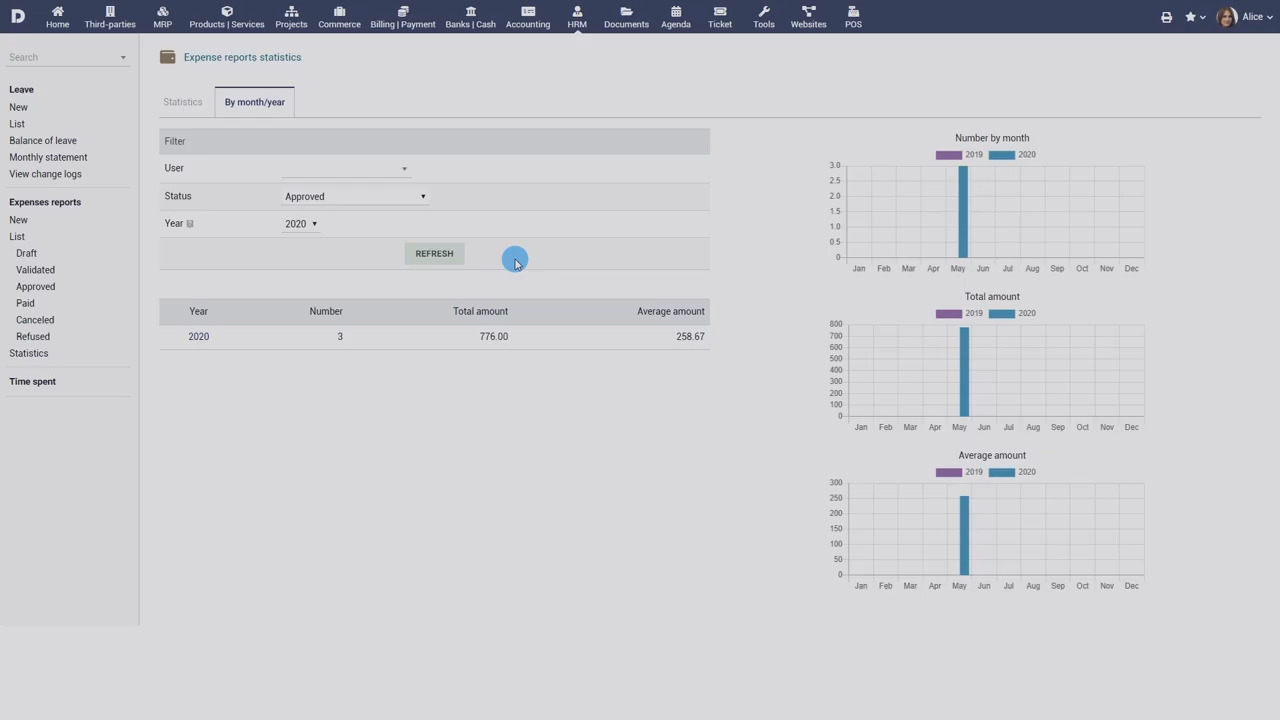 Home Third-parties MRP Products | Services Projects Commerce Billing | Payment Banks | Cash Accounting HRM Documents Agenda Ticket Tools Websites POS Alice
Search
Expense reports statistics
Leave
New
List
Balance of leave
Monthly statement
View change logs
Expenses reports
New
List
Draft
Validated
Approved
Paid
Canceled
Refused
Statistics
Time spent
Statistics By month/year
Filter
User
Status Approved
Year ? 2020
REFRESH
Year Number Total amount Average amount
2020 3 776.00 258.67
Number by month
2019 2020
3.0
2.5
2.0
1.5
1.0
0.5
0
Jan Feb Mar Apr May Jun Jul Aug Sep Oct Nov Dec
Total amount
2019 2020
800
700
600
500
400
300
200
100
0
Jan Feb Mar Apr May Jun Jul Aug Sep Oct Nov Dec
Average amount
2019 2020
300
250
200
150
100
50
0
Jan Feb Mar Apr May Jun Jul Aug Sep Oct Nov Dec